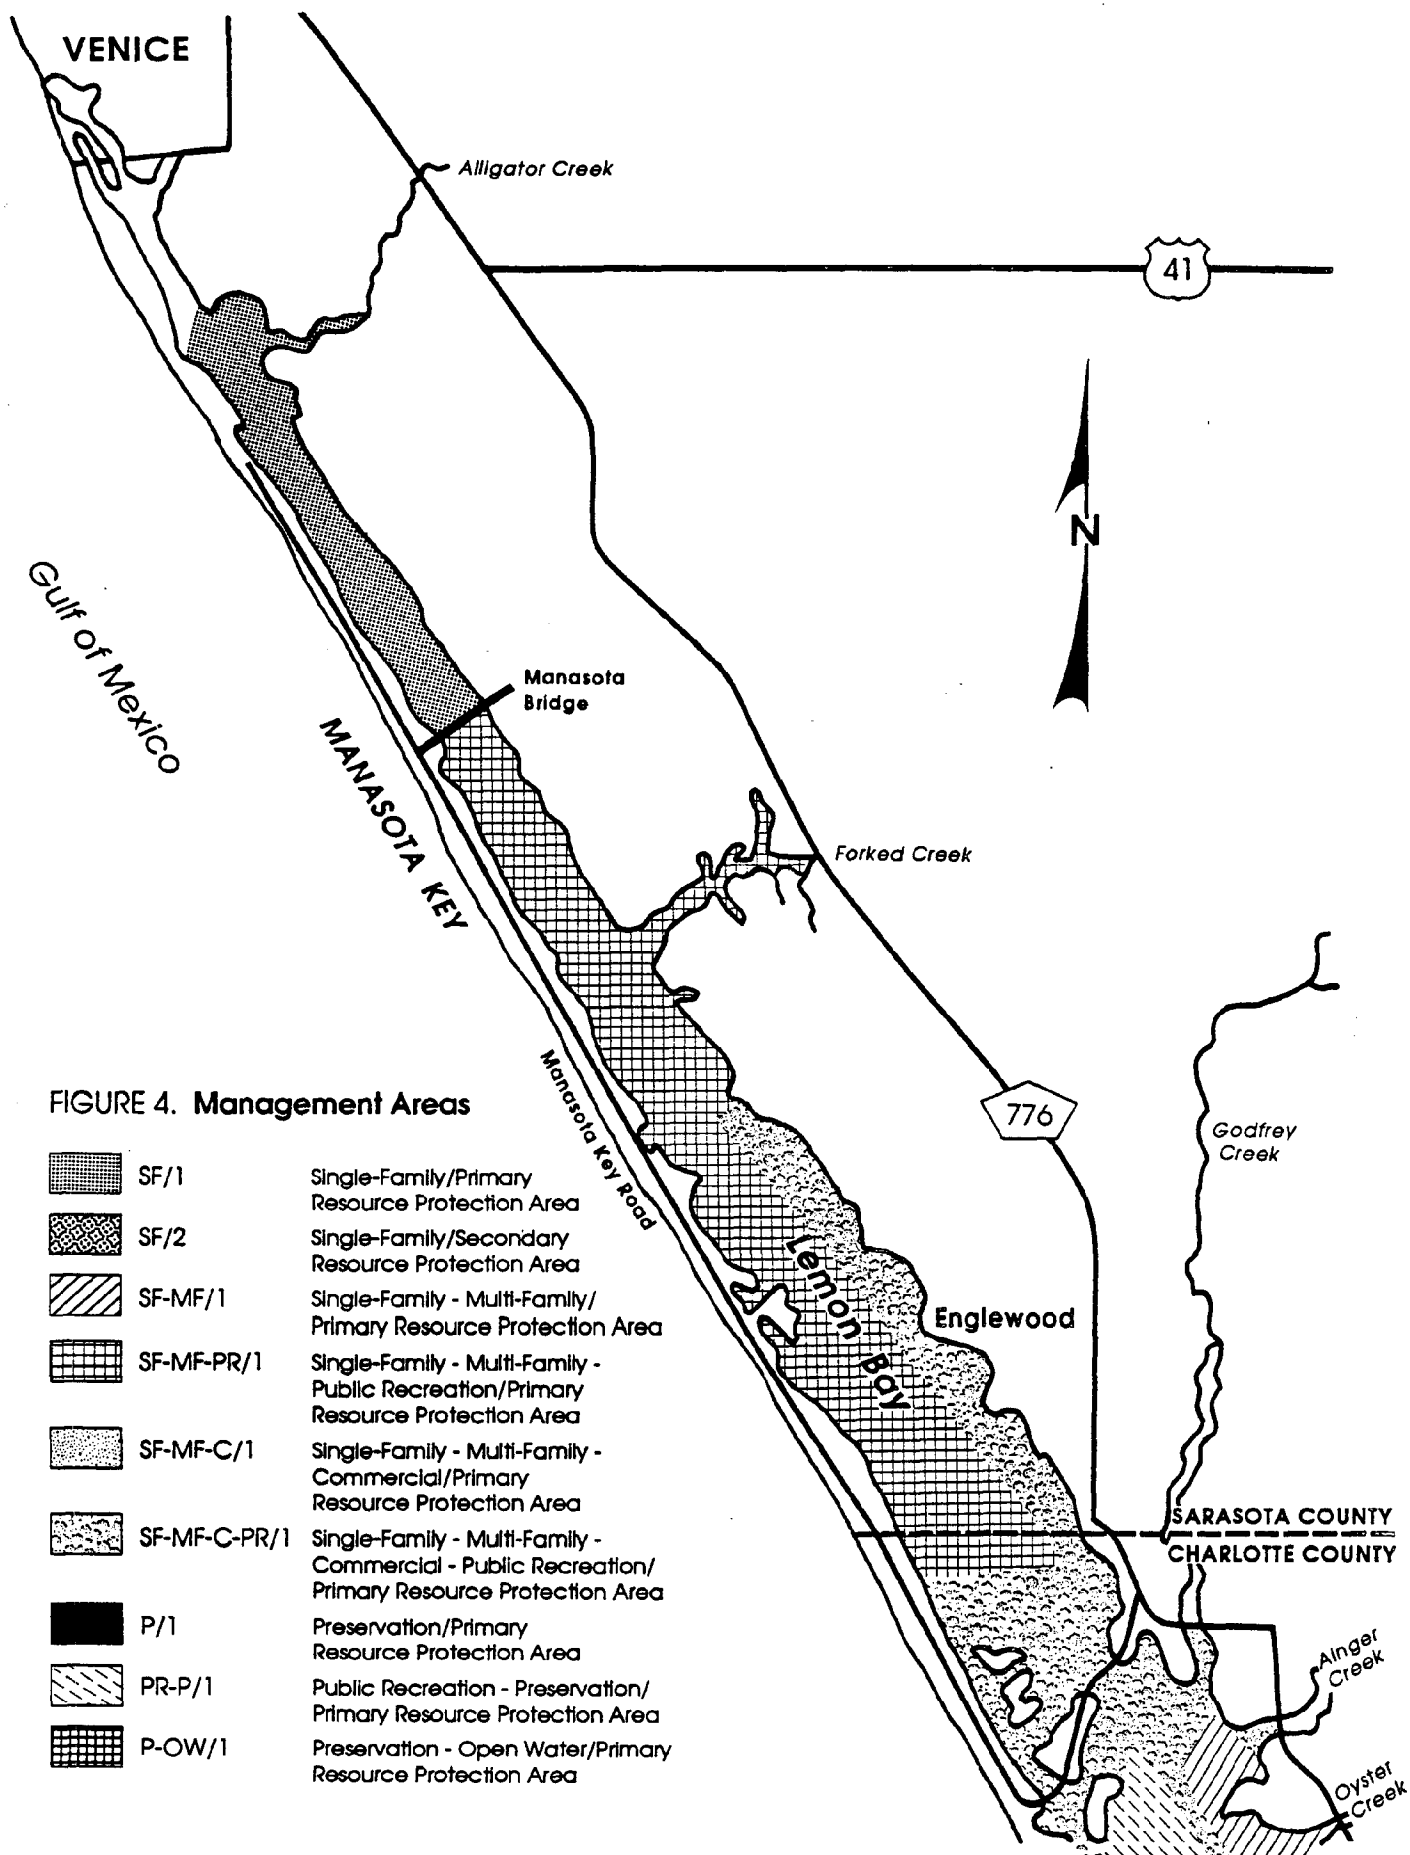 VENICE
Alligator Creek
41
N
Gulf of Mexico
Manasota
Bridge
MANASOTA KEY
Forked Creek
Manasota Key Road
776
Godfrey
Creek
Lemon Bay
Englewood
SARASOTA COUNTY
CHARLOTTE COUNTY
Ainger
Creek
Oyster
Creek
FIGURE 4. Management Areas
SF/1 Single-Family/Primary
Resource Protection Area
SF/2 Single-Family/Secondary
Resource Protection Area
SF-MF/1 Single-Family - Multi-Family/
Primary Resource Protection Area
SF-MF-PR/1 Single-Family - Multi-Family -
Public Recreation/Primary
Resource Protection Area
SF-MF-C/1 Single-Family - Multi-Family -
Commercial/Primary
Resource Protection Area
SF-MF-C-PR/1 Single-Family - Multi-Family -
Commercial - Public Recreation/
Primary Resource Protection Area
P/1 Preservation/Primary
Resource Protection Area
PR-P/1 Public Recreation - Preservation/
Primary Resource Protection Area
P-OW/1 Preservation - Open Water/Primary
Resource Protection Area